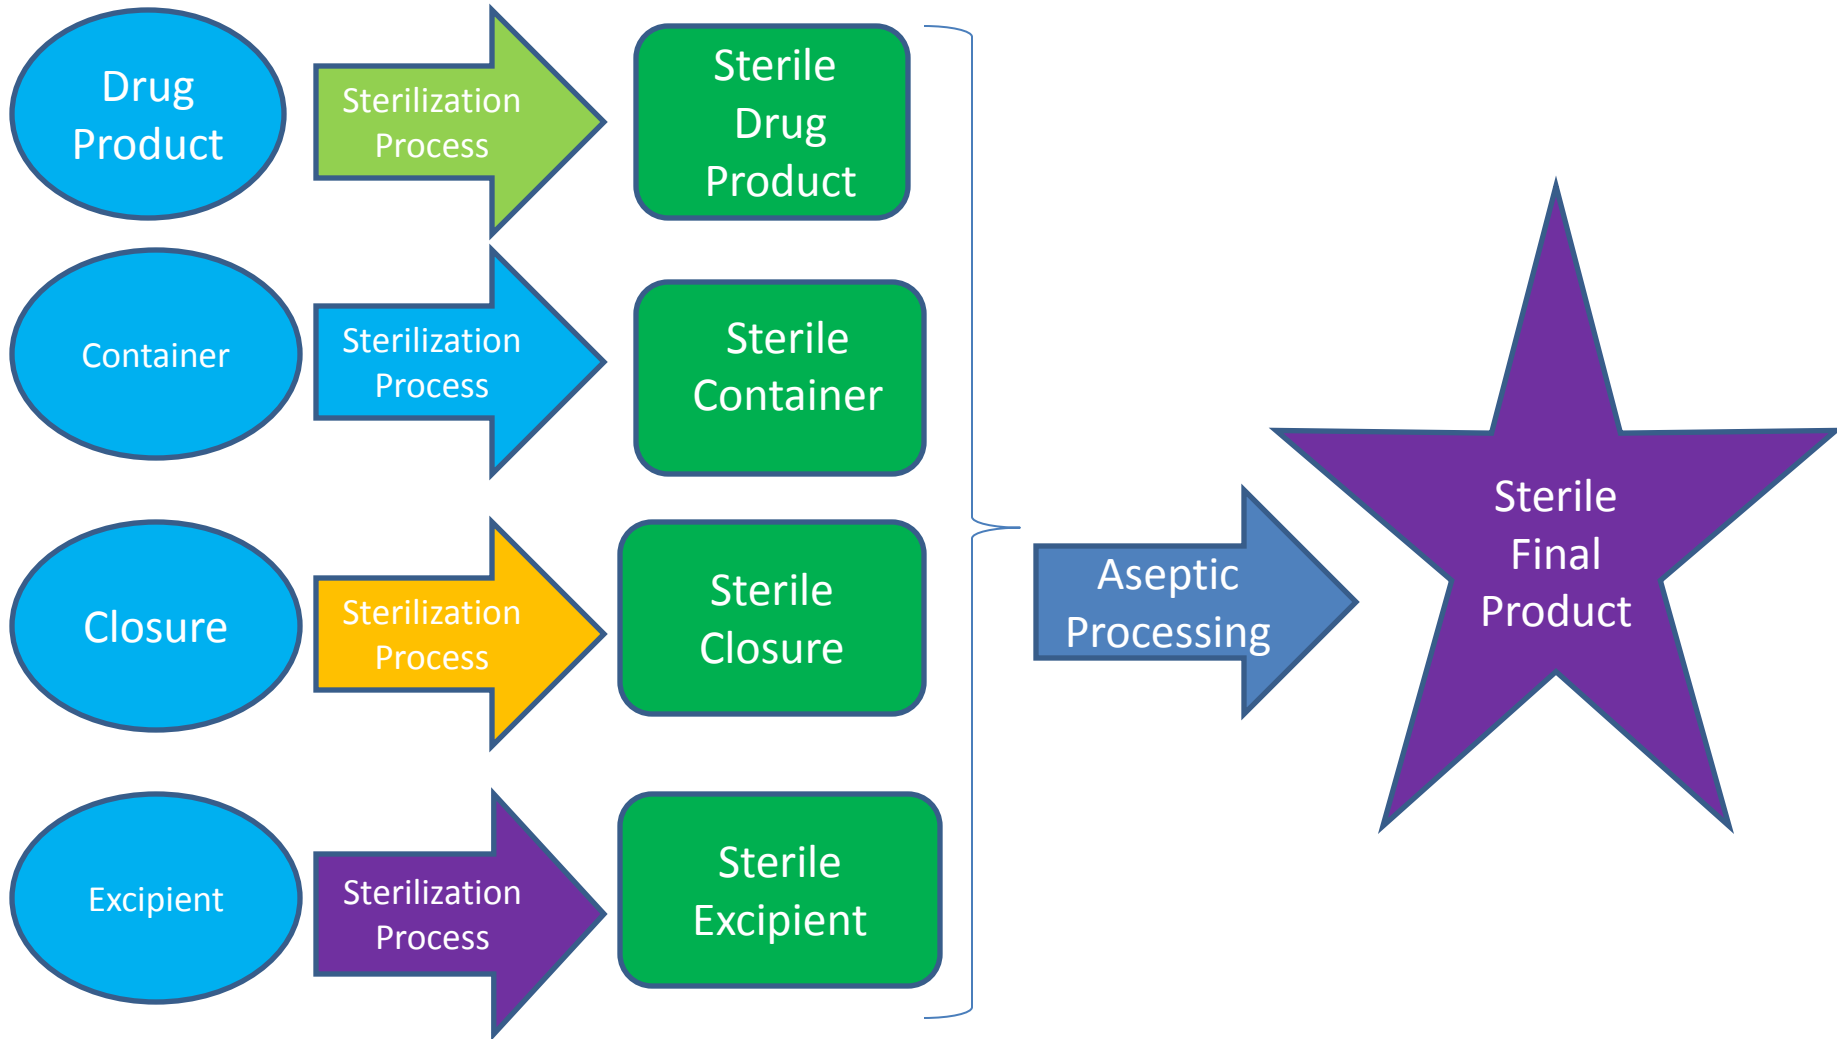 Drug
Product
Sterilization
Process
Sterile
Drug
Product
Container
Sterilization
Process
Sterile
Container
Closure
Sterilization
Process
Sterile
Closure
Excipient
Sterilization
Process
Sterile
Excipient
Aseptic
Processing
Sterile
Final
Product